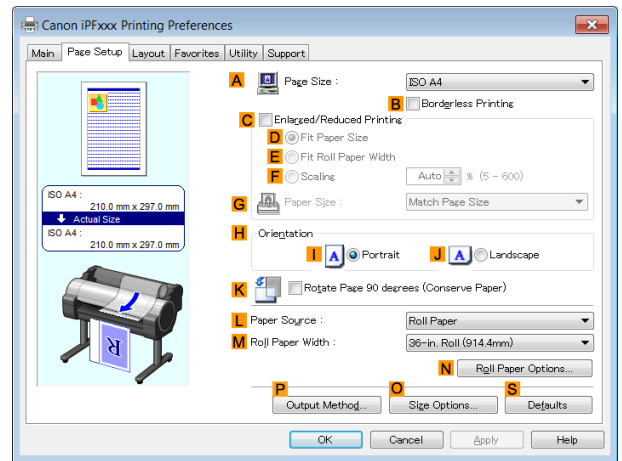 Canon iPFxxx Printing Preferences
Main Page Setup Layout Favorites Utility Support
A Page Size : ISO A4
B Borderless Printing
C Enlarged/Reduced Printing
D Fit Paper Size
E Fit Roll Paper Width
F Scaling Auto % (5 - 600)
G Paper Size : Match Page Size
ISO A4 :
210.0 mm x 297.0 mm
Actual Size
ISO A4 :
210.0 mm x 297.0 mm
H Orientation
I A Portrait J A Landscape
K Rotate Page 90 degrees (Conserve Paper)
L Paper Source : Roll Paper
M Roll Paper Width : 36-in. Roll (914.4mm)
N Roll Paper Options...
R
P O S
Output Method... Size Options... Defaults
OK Cancel Apply Help